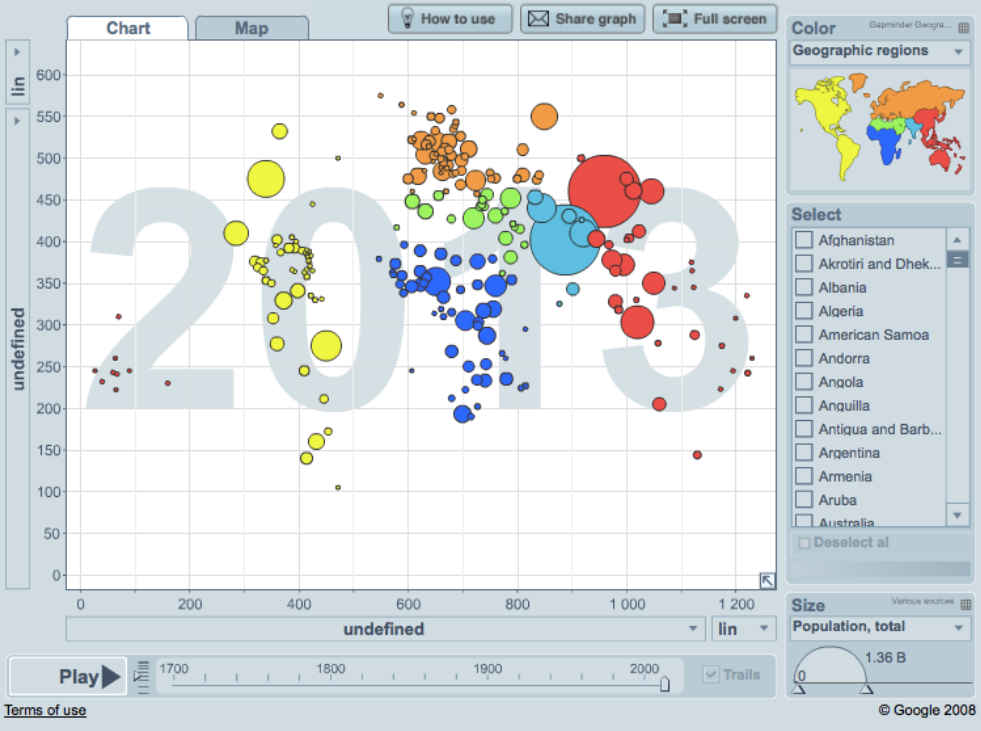 Chart
Map
How to use
Share graph
Full screen
lin
undefined
600
550
500
450
400
350
300
250
200
150
100
50
0
2013
0
200
400
600
800
1 000
1 200
undefined
lin
Play
1700
1800
1900
2000
Trails
Terms of use
Color
Gapminder Geogra...
Geographic regions
Select
Afghanistan
Akrotiri and Dhek...
Albania
Algeria
American Samoa
Andorra
Angola
Anguilla
Antigua and Barb...
Argentina
Armenia
Aruba
Australia
Deselect al
Size
Various sources
Population, total
1.36 B
0
© Google 2008